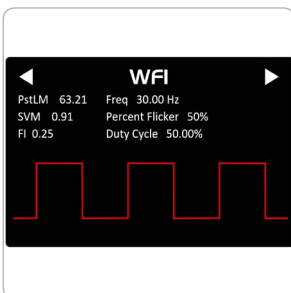 WFI
PstLM 63.21 Freq 30.00 Hz
SVM 0.91 Percent Flicker 50%
FI 0.25 Duty Cycle 50.00%